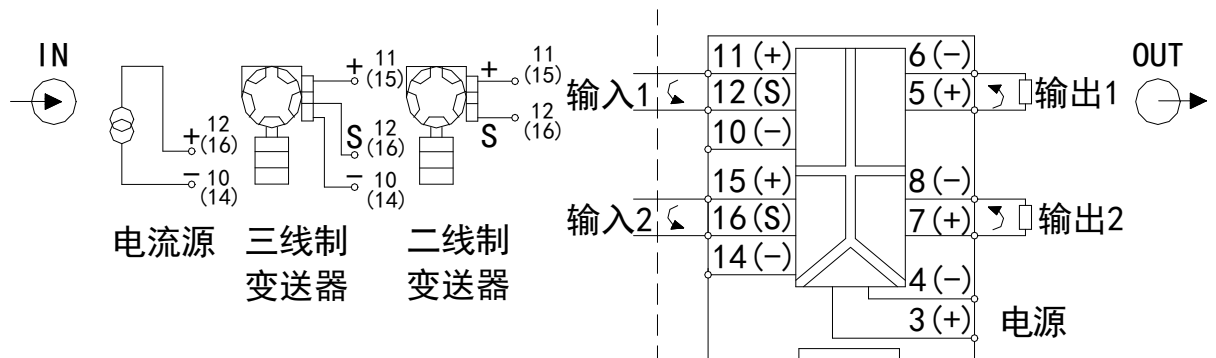 IN
电流源
+ 12
(16)
− 10
(14)
三线制
变送器
+ 11
(15)
S 12
(16)
− 10
(14)
二线制
变送器
+ 11
(15)
S 12
(16)
输入1
11(+)
12(S)
10(−)
输入2
15(+)
16(S)
14(−)
6(−)
5(+)
输出1
8(−)
7(+)
输出2
4(−)
3(+)
电源
OUT